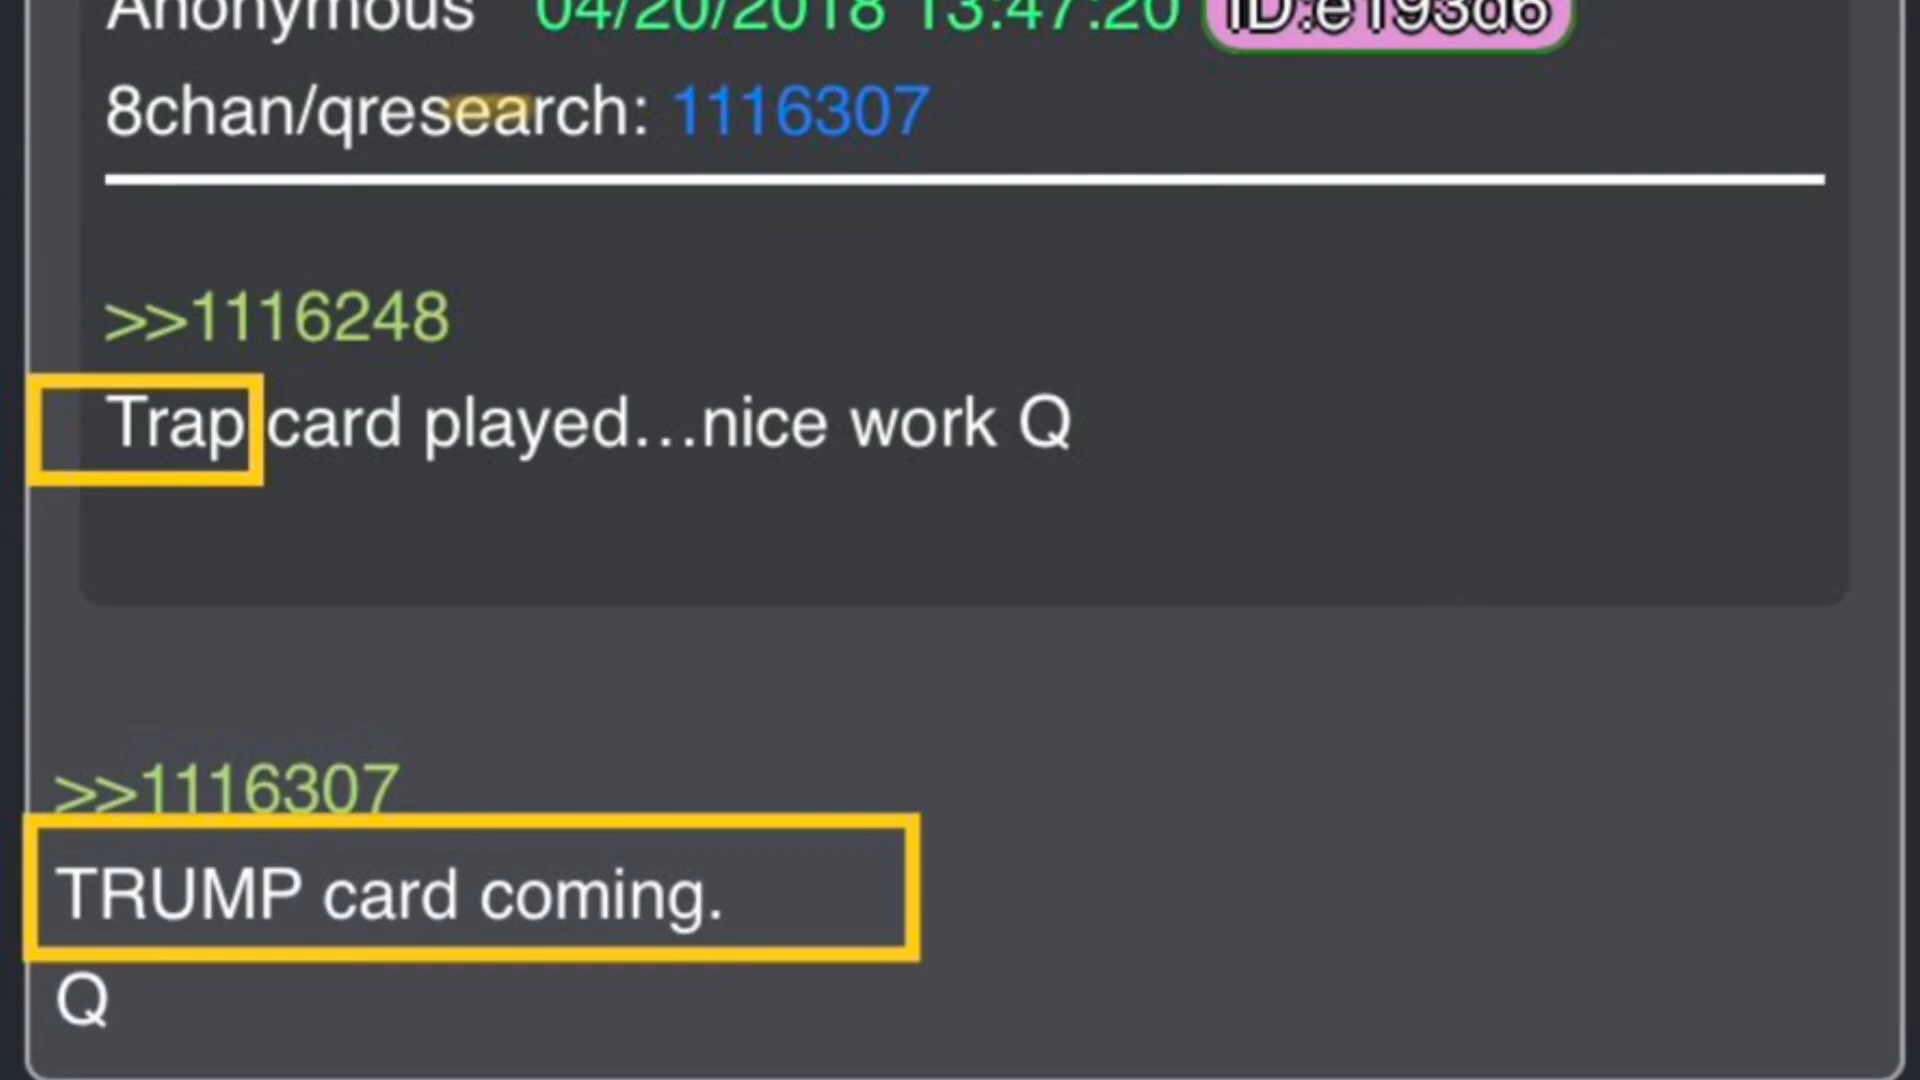 Anonymous 04/20/2018 13:47:20 ID:e193d6
8chan/qresearch: 1116307
>>1116248
Trap card played...nice work Q
>>1116307
TRUMP card coming.
Q